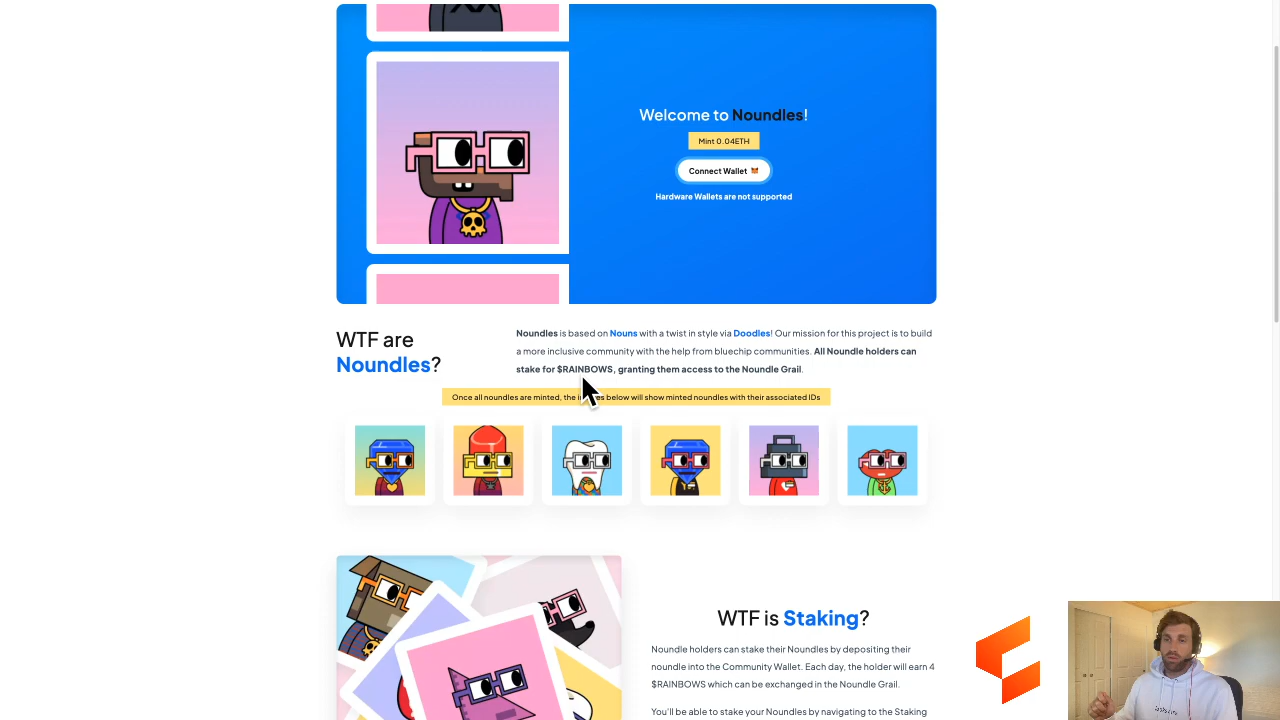 Welcome to Noundles!
Mint 0.04ETH
Connect Wallet
Hardware Wallets are not supported
WTF are
Noundles?
Noundles is based on Nouns with a twist in style via Doodles! Our mission for this project is to build
a more inclusive community with the help from bluechip communities. All Noundle holders can
stake for $RAINBOWS, granting them access to the Noundle Grail.
Once all noundles are minted, the below will show minted noundles with their associated IDs
WTF is Staking?
Noundle holders can stake their Noundles by depositing their
noundle into the Community Wallet. Each day, the holder will earn 4
$RAINBOWS which can be exchanged in the Noundle Grail.
You'll be able to stake your Noundles by navigating to the Staking